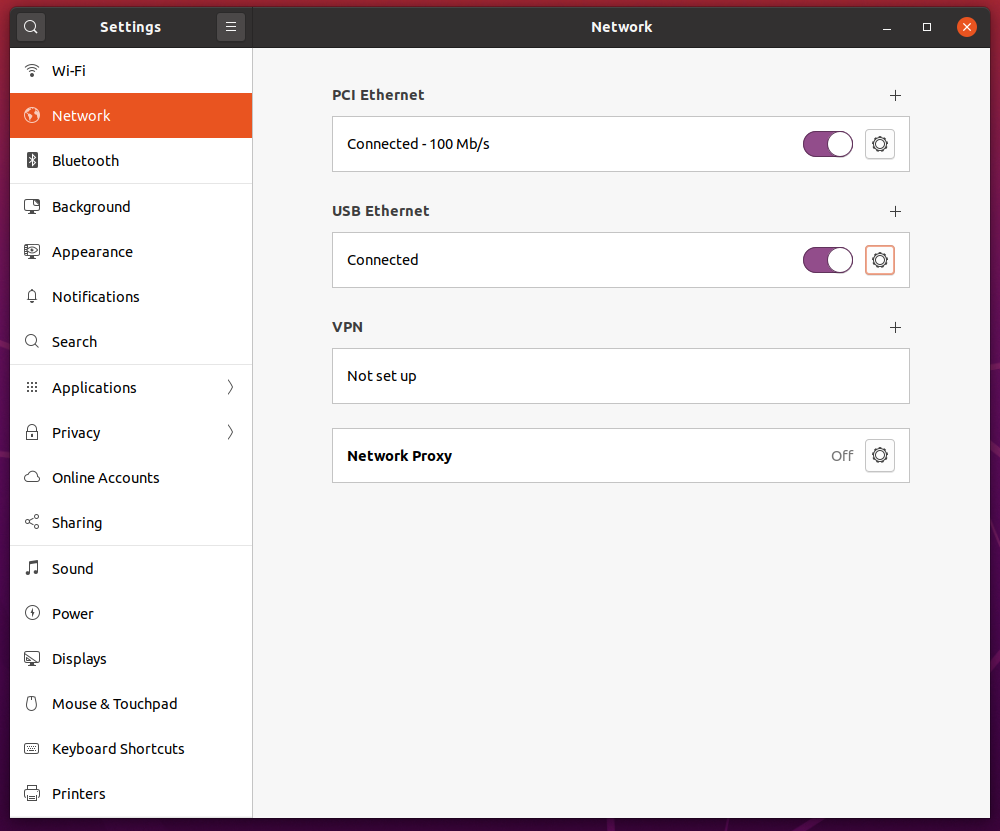 Settings
Network
Wi-Fi
Network
Bluetooth
Background
Appearance
Notifications
Search
Applications
Privacy
Online Accounts
Sharing
Sound
Power
Displays
Mouse & Touchpad
Keyboard Shortcuts
Printers
PCI Ethernet
Connected - 100 Mb/s
USB Ethernet
Connected
VPN
Not set up
Network Proxy Off